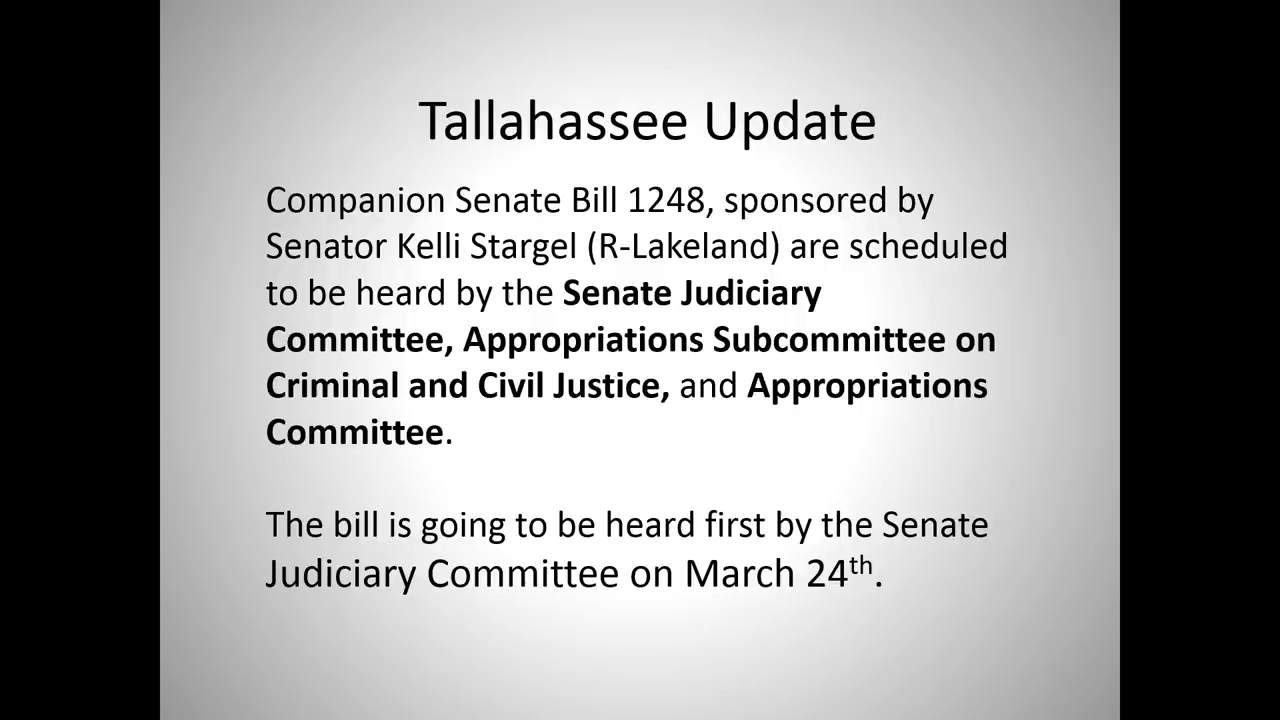 Tallahassee Update
Companion Senate Bill 1248, sponsored by
Senator Kelli Stargel (R-Lakeland) are scheduled
to be heard by the Senate Judiciary
Committee, Appropriations Subcommittee on
Criminal and Civil Justice, and Appropriations
Committee.
The bill is going to be heard first by the Senate
Judiciary Committee on March 24th.